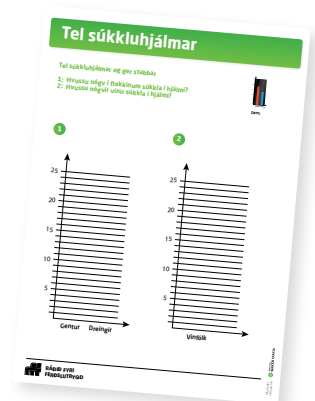 Tel súkkluhjálmar
Tel súkkluhjálmar og ger stabbar
1: Hvussu nógv í flokkinum súkkla í hjálmi?
2: Hvussu nógvir vinir súkkla í hjálmi?
1
2
25
20
15
10
5
Gentur Dreingir
25
20
15
10
5
Vinfólk
RÁÐIÐ FYRI
FERÐSLUTRYGD